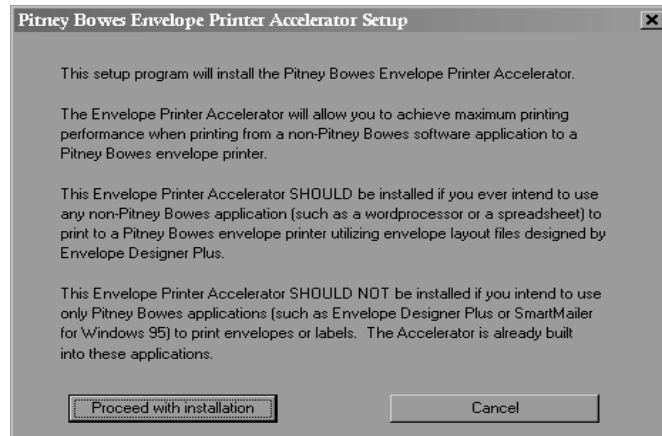 Pitney Bowes Envelope Printer Accelerator Setup
This setup program will install the Pitney Bowes Envelope Printer Accelerator.
The Envelope Printer Accelerator will allow you to achieve maximum printing
performance when printing from a non-Pitney Bowes software application to a
Pitney Bowes envelope printer.
This Envelope Printer Accelerator SHOULD be installed if you ever intend to use
any non-Pitney Bowes application (such as a wordprocessor or a spreadsheet) to
print to a Pitney Bowes envelope printer utilizing envelope layout files designed by
Envelope Designer Plus.
This Envelope Printer Accelerator SHOULD NOT be installed if you intend to use
only Pitney Bowes applications (such as Envelope Designer Plus or SmartMailer
for Windows 95) to print envelopes or labels.  The Accelerator is already built
into these applications.
Proceed with installation
Cancel